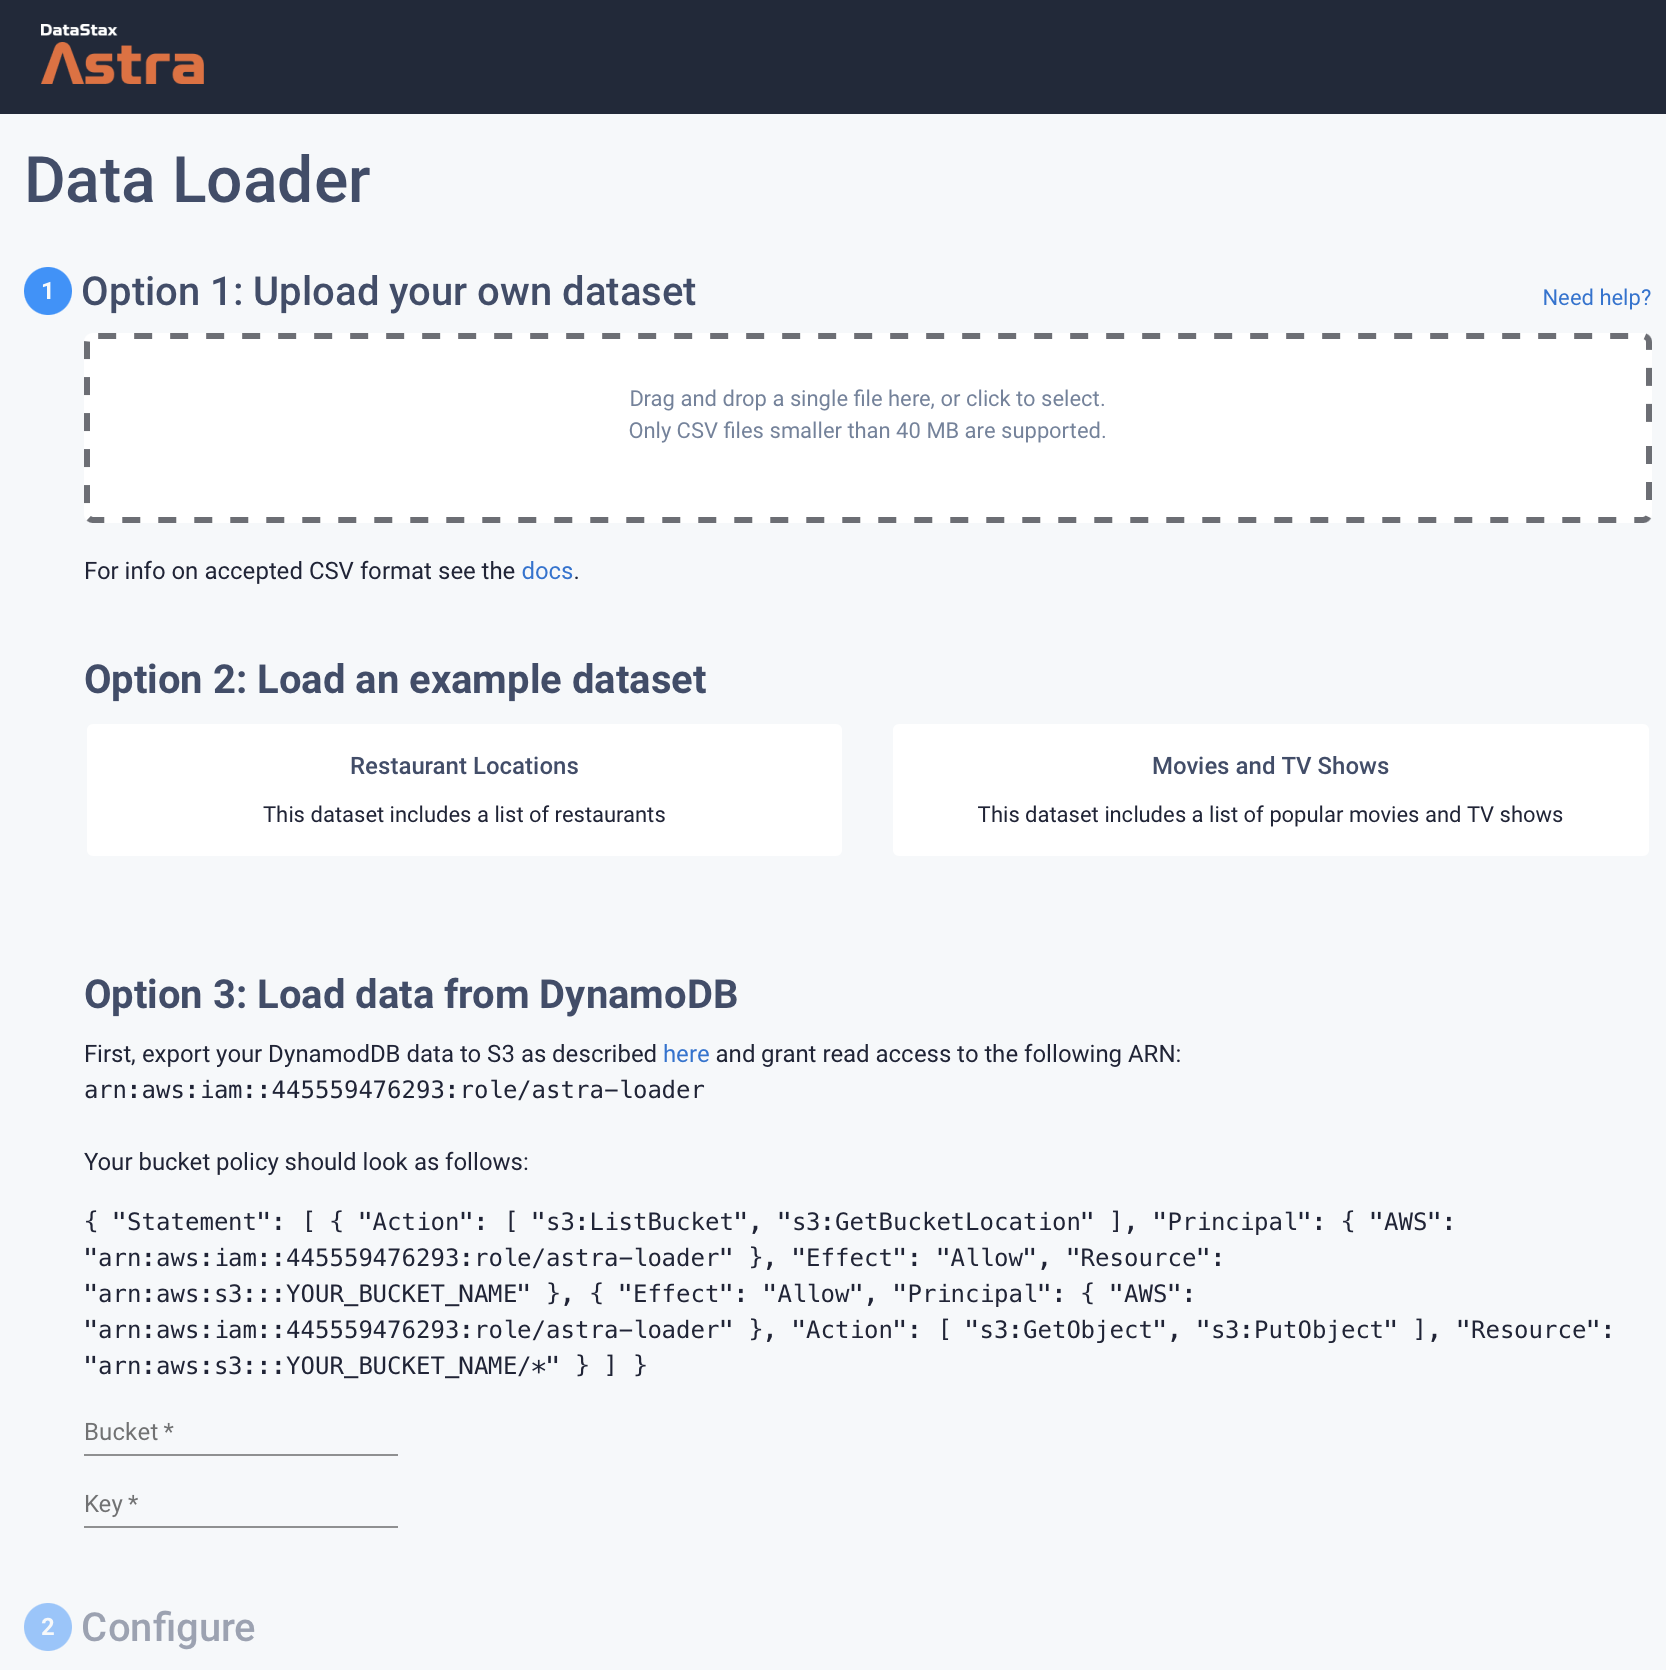 DataStax
Astra
Data Loader
1 Option 1: Upload your own dataset
Need help?
Drag and drop a single file here, or click to select.
Only CSV files smaller than 40 MB are supported.
For info on accepted CSV format see the docs.
Option 2: Load an example dataset
Restaurant Locations
This dataset includes a list of restaurants
Movies and TV Shows
This dataset includes a list of popular movies and TV shows
Option 3: Load data from DynamoDB
First, export your DynamodDB data to S3 as described here and grant read access to the following ARN:
arn:aws:iam::445559476293:role/astra-loader
Your bucket policy should look as follows:
{ "Statement": [ { "Action": [ "s3:ListBucket", "s3:GetBucketLocation" ], "Principal": { "AWS":
"arn:aws:iam::445559476293:role/astra-loader" }, "Effect": "Allow", "Resource":
"arn:aws:s3:::YOUR_BUCKET_NAME" }, { "Effect": "Allow", "Principal": { "AWS":
"arn:aws:iam::445559476293:role/astra-loader" }, "Action": [ "s3:GetObject", "s3:PutObject" ], "Resource":
"arn:aws:s3:::YOUR_BUCKET_NAME/*" } ] }
Bucket *
Key *
2 Configure